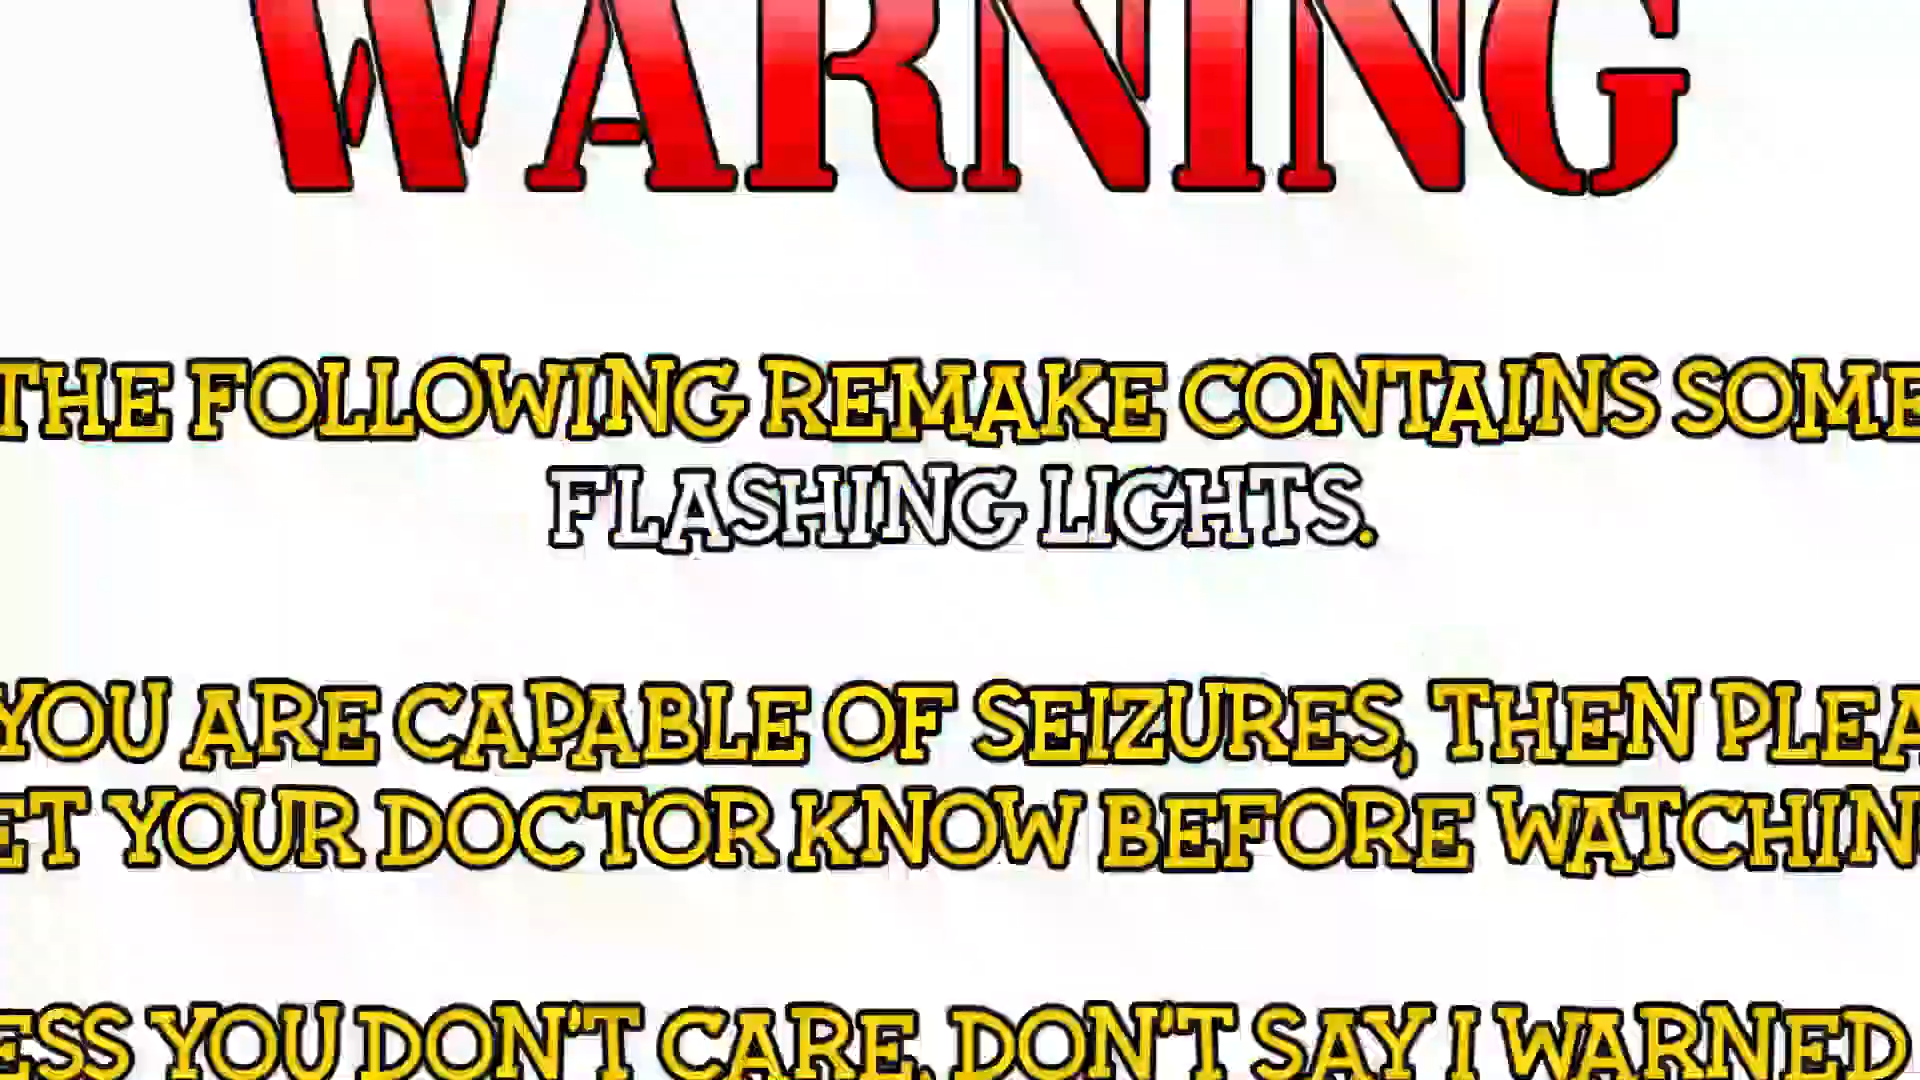 WARNING
THE FOLLOWING REMAKE CONTAINS SOME
FLASHING LIGHTS.
YOU ARE CAPABLE OF SEIZURES, THEN PLEA
ET YOUR DOCTOR KNOW BEFORE WATCHIN
ESS YOU DON'T CARE. DON'T SAY I WARNED